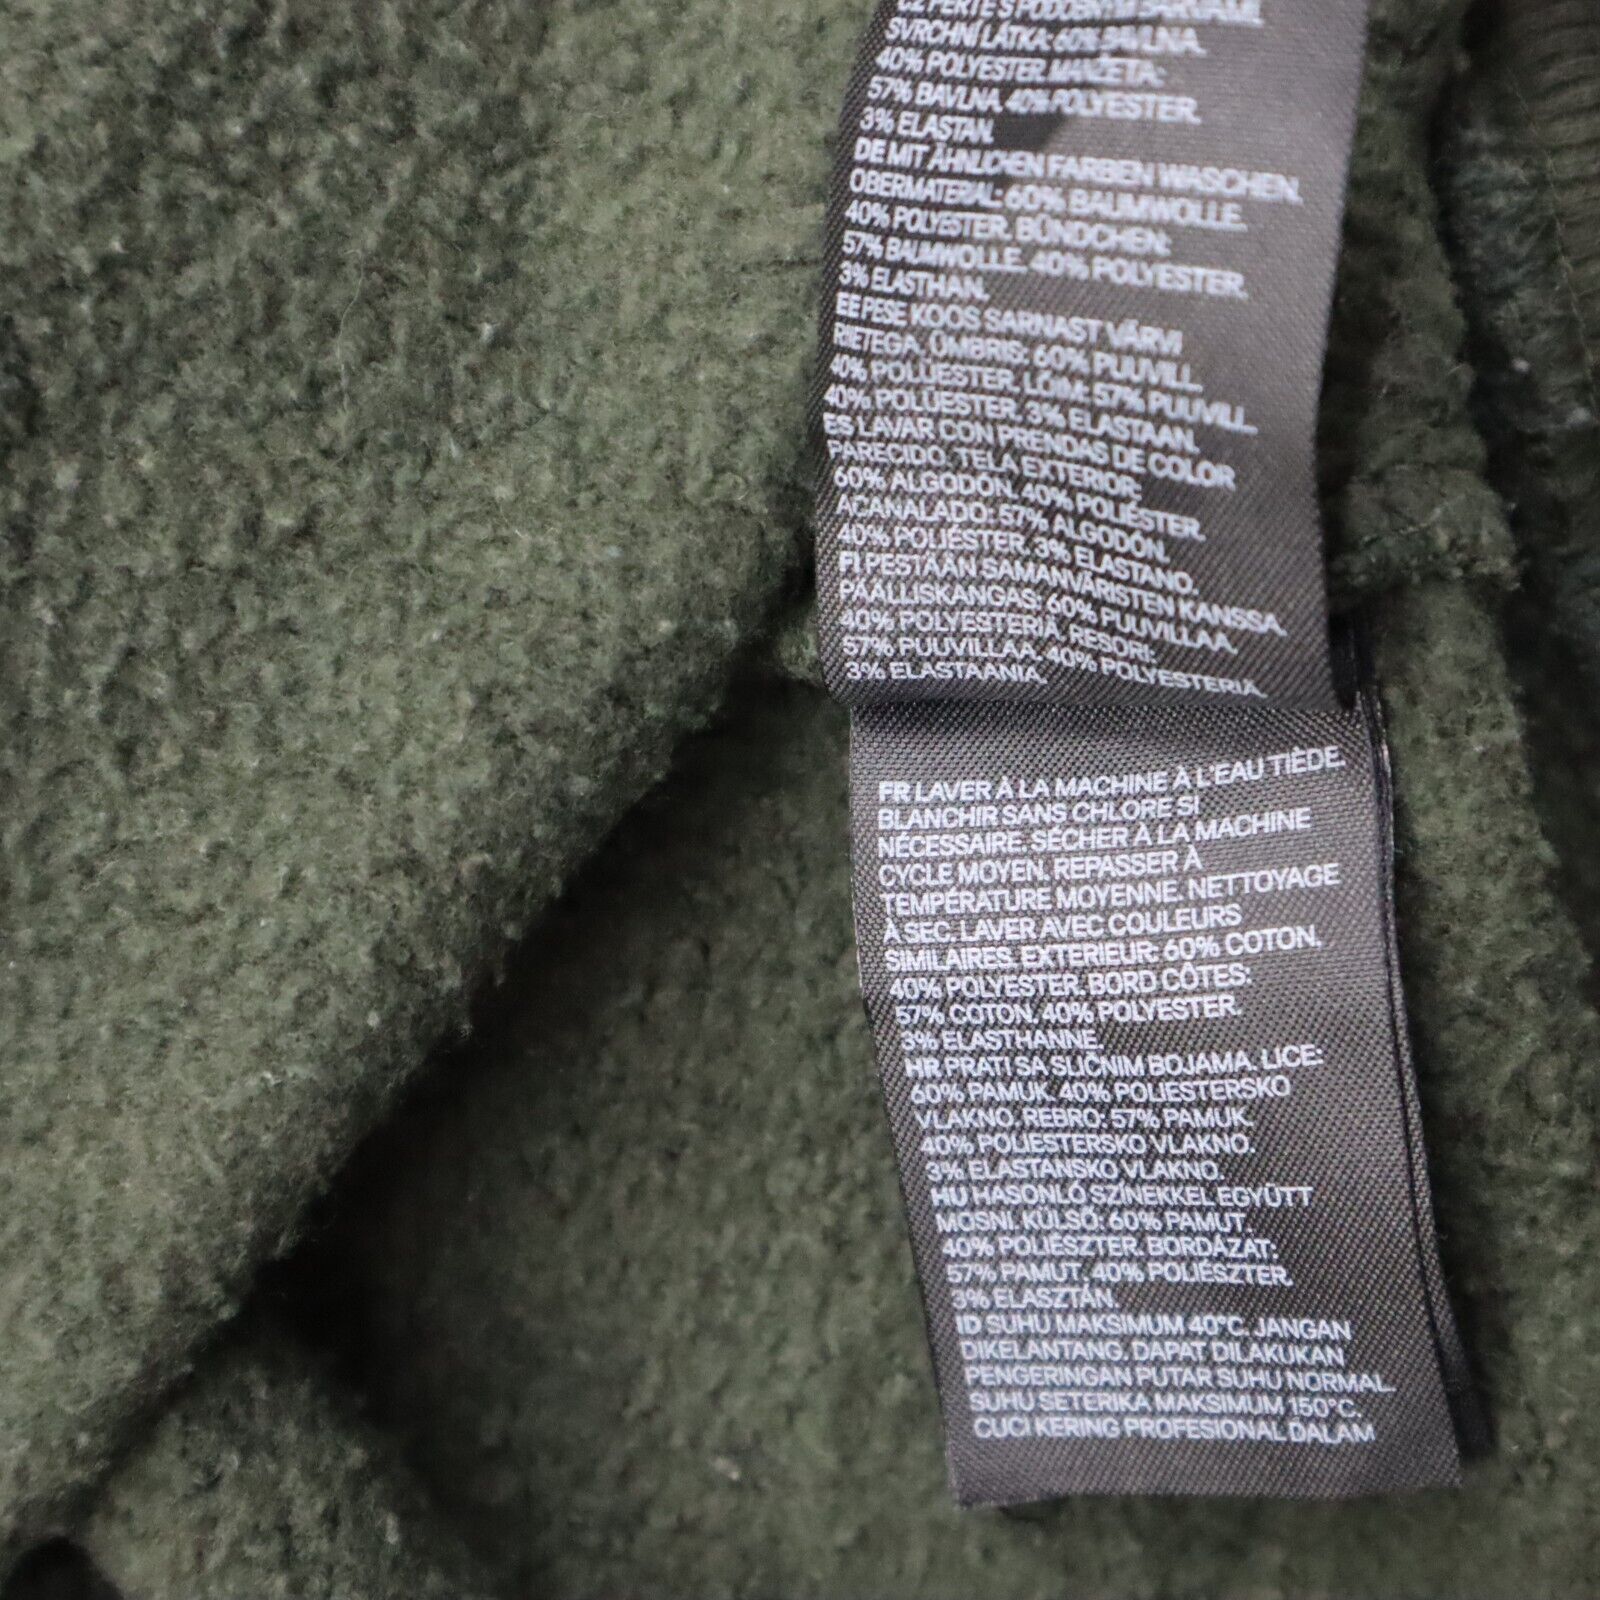 PERTE S PODOBNÝMI BARVAMI.
SVRCHNÍ LÁTKA: 60% BAVLNA.
40% POLYESTER. MANŽETA:
57% BAVLNA, 40% POLYESTER.
3% ELASTAN.
DE MIT ÄHNLICHEN FARBEN WASCHEN.
OBERMATERIAL: 60% BAUMWOLLE.
40% POLYESTER. BÜNDCHEN:
57% BAUMWOLLE. 40% POLYESTER.
3% ELASTHAN.
EE PESE KOOS SARNAST VÄRVI
RIIETEGA. ÜMBRIS: 60% PUUVILL.
40% POLÜESTER. LÕIM: 57% PUUVILL.
40% POLÜESTER. 3% ELASTAAN.
ES LAVAR CON PRENDAS DE COLOR
PARECIDO. TELA EXTERIOR:
60% ALGODÓN. 40% POLIÉSTER.
ACANALADO: 57% ALGODÓN.
40% POLIÉSTER. 3% ELASTANO.
FI PESTÄÄN SAMANVÄRISTEN KANSSA.
PÄÄLLISKANGAS: 60% PUUVILLAA.
40% POLYESTERIÄ. RESORI:
57% PUUVILLAA. 40% POLYESTERIÄ.
3% ELASTAANIA.
FR LAVER À LA MACHINE À L'EAU TIÈDE.
BLANCHIR SANS CHLORE SI
NÉCESSAIRE. SÉCHER À LA MACHINE
CYCLE MOYEN. REPASSER À
TEMPÉRATURE MOYENNE. NETTOYAGE
À SEC. LAVER AVEC COULEURS
SIMILAIRES. EXTERIEUR: 60% COTON.
40% POLYESTER. BORD CÔTES:
57% COTON. 40% POLYESTER.
3% ELASTHANNE.
HR PRATI SA SLIČNIM BOJAMA. LICE:
60% PAMUK. 40% POLIESTERSKO
VLAKNO. REBRO: 57% PAMUK.
40% POLIESTERSKO VLAKNO.
3% ELASTANSKO VLAKNO.
HU HASONLÓ SZÍNEKKEL EGYÜTT
MOSNI. KÜLSŐ: 60% PAMUT.
40% POLIÉSZTER. BORDÁZAT:
57% PAMUT. 40% POLIÉSZTER.
3% ELASZTÁN.
ID SUHU MAKSIMUM 40°C. JANGAN
DIKELANTANG. DAPAT DILAKUKAN
PENGERINGAN PUTAR SUHU NORMAL.
SUHU SETERIKA MAKSIMUM 150°C.
CUCI KERING PROFESIONAL DALAM